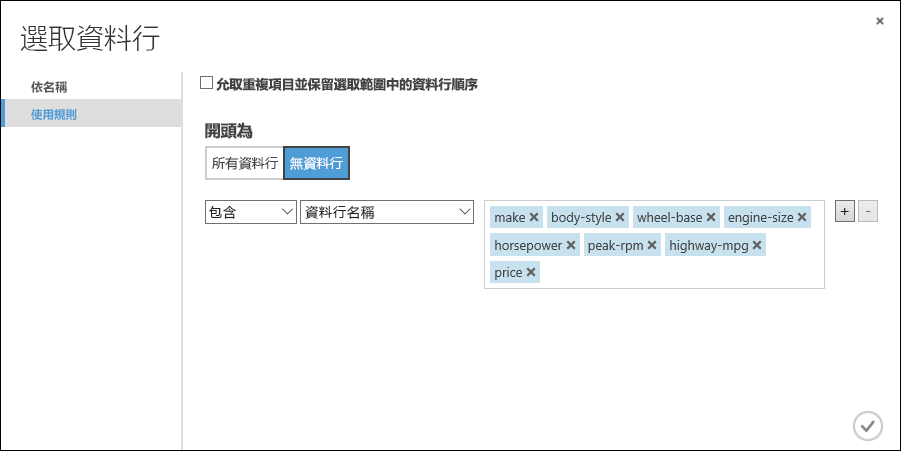 選取資料行
依名稱
使用規則
允取重複項目並保留選取範圍中的資料行順序
開頭為
所有資料行 無資料行
包含 資料行名稱
make body-style wheel-base engine-size
horsepower peak-rpm highway-mpg
price
+ -